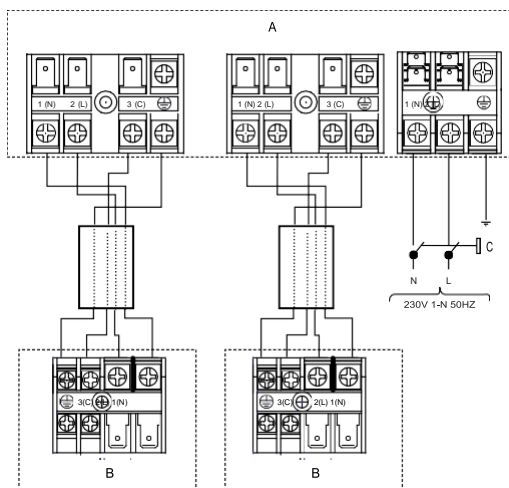 A
1 (N) 2 (L) 3 (C)
1 (N) 2 (L) 3 (C)
1 (N)
C
N L
230V 1-N 50HZ
3(C) 1(N)
3(C) 2(L) 1(N)
B
B